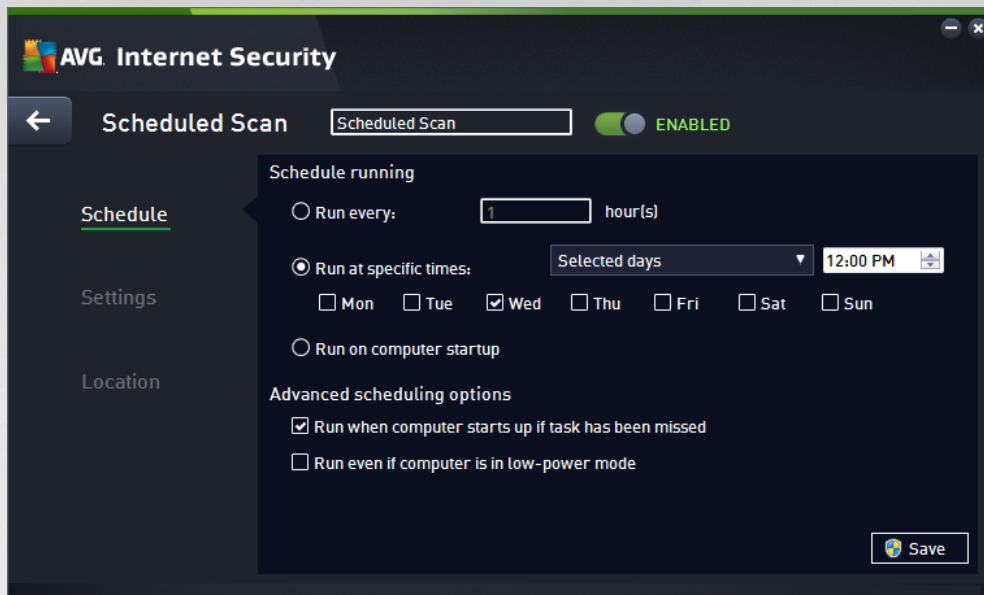 AVG. Internet Security
Scheduled Scan Scheduled Scan ENABLED
Schedule running
Schedule Run every: 1 hour(s)
Run at specific times: Selected days 12:00 PM
Mon Tue Wed Thu Fri Sat Sun
Settings
Run on computer startup
Location
Advanced scheduling options
Run when computer starts up if task has been missed
Run even if computer is in low-power mode
Save